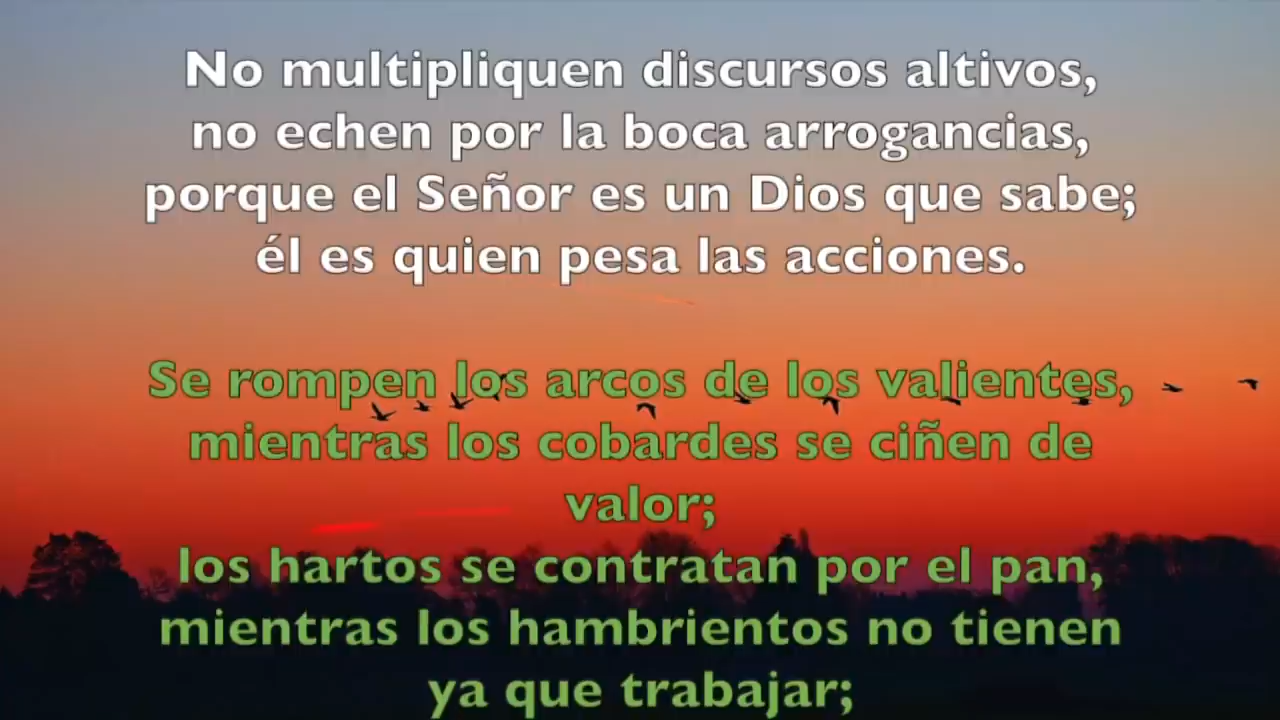 No multipliquen discursos altivos,
no echen por la boca arrogancias,
porque el Señor es un Dios que sabe;
él es quien pesa las acciones.
Se rompen los arcos de los valientes,
mientras los cobardes se ciñen de
valor;
los hartos se contratan por el pan,
mientras los hambrientos no tienen
ya que trabajar;